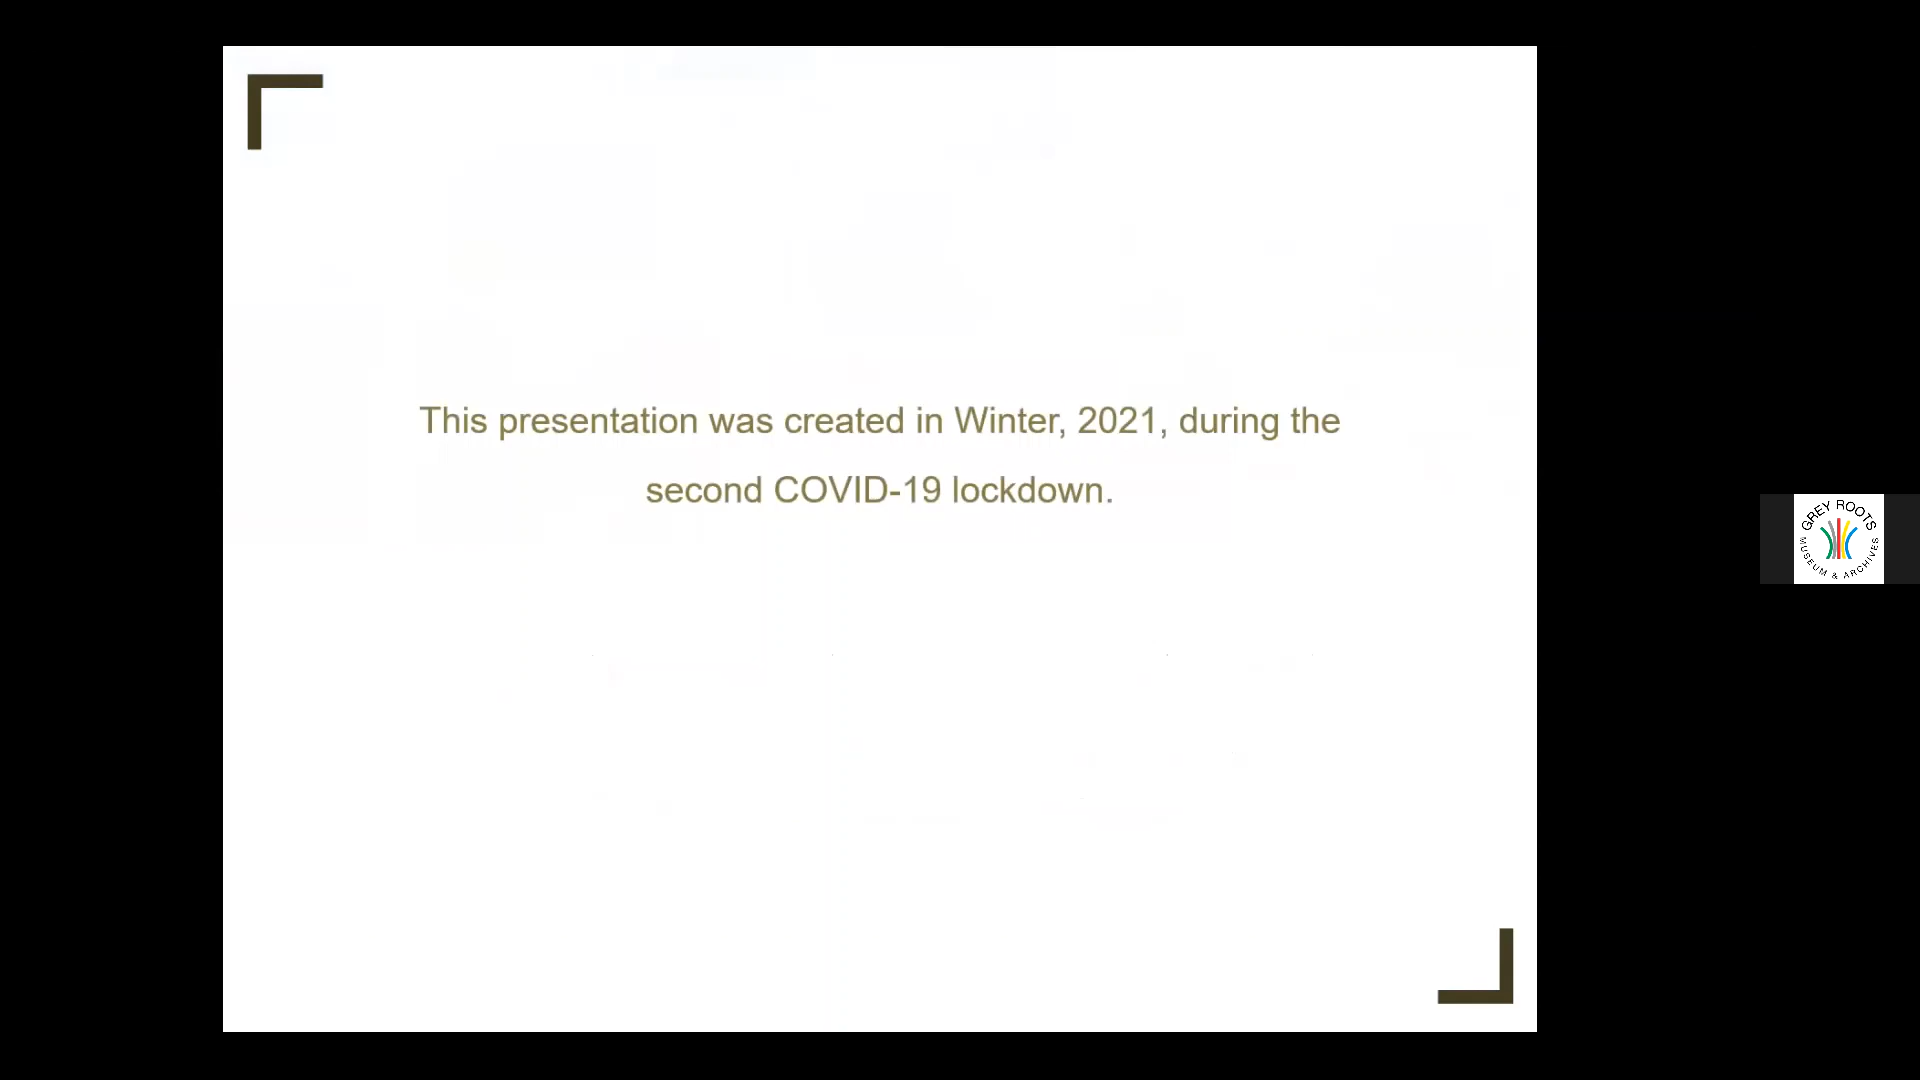 This presentation was created in Winter, 2021, during the
second COVID-19 lockdown.
GREY ROOTS
MUSEUM & ARCHIVES